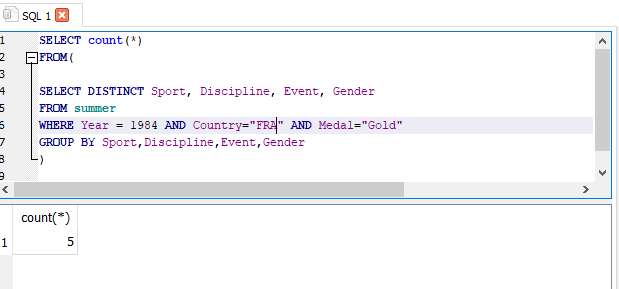 SQL 1
1 SELECT count(*)
2 FROM(
3
4 SELECT DISTINCT Sport, Discipline, Event, Gender
5 FROM summer
6 WHERE Year = 1984 AND Country="FRA" AND Medal="Gold"
7 GROUP BY Sport,Discipline,Event,Gender
8 )
9
count(*)
1 5